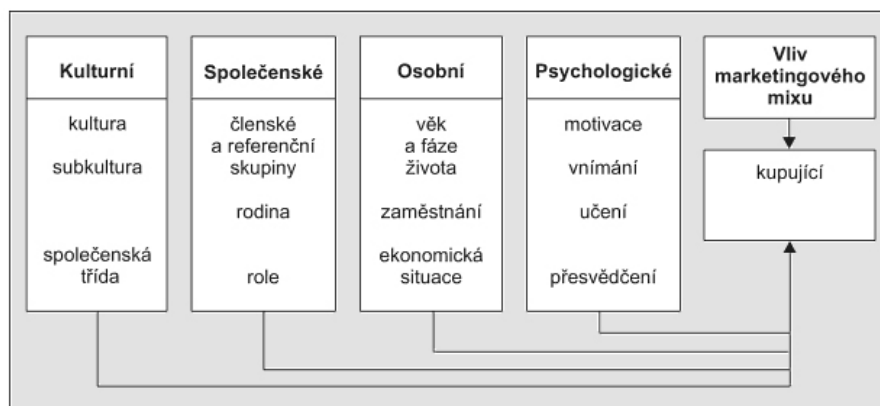 Kulturní
kultura
subkultura
společenská
třída
Společenské
členské
a referenční
skupiny
rodina
role
Osobní
věk
a fáze
života
zaměstnání
ekonomická
situace
Psychologické
motivace
vnímání
učení
přesvědčení
Vliv
marketingového
mixu
kupující